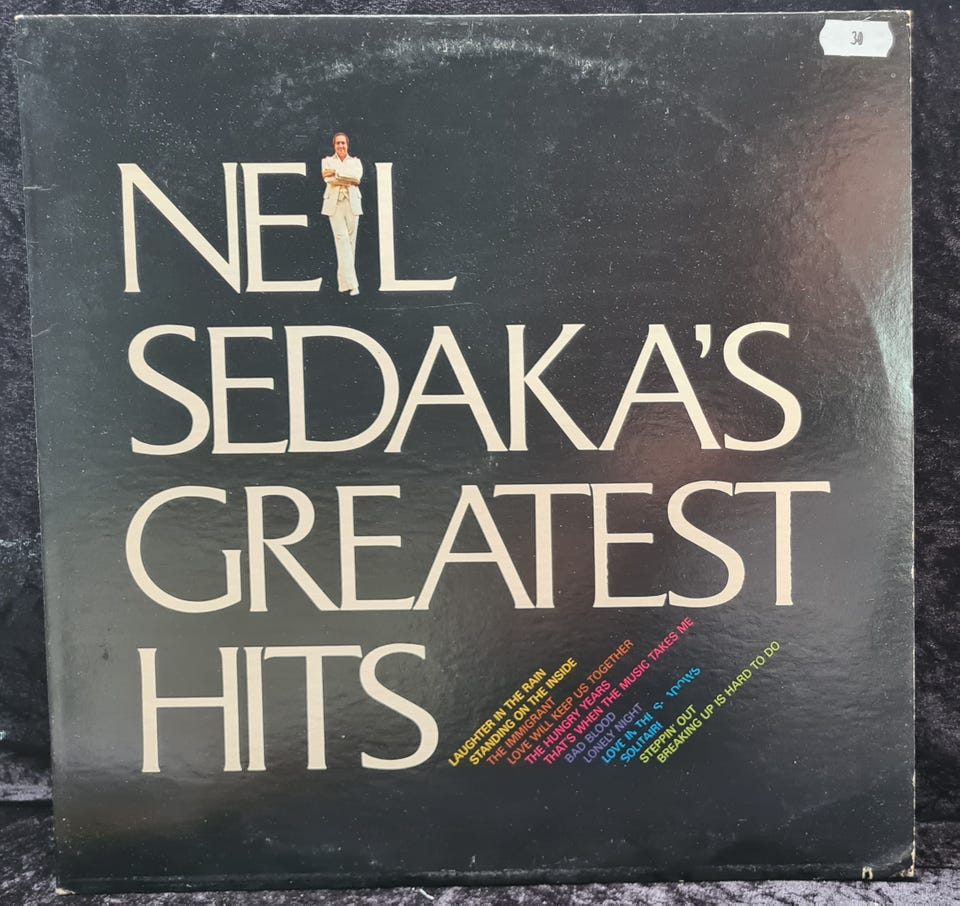 30
NEIL
SEDAKA'S
GREATEST
HITS
LAUGHTER IN THE RAIN
STANDING ON THE INSIDE
THE IMMIGRANT
LOVE WILL KEEP US TOGETHER
THE HUNGRY YEARS
THAT'S WHEN THE MUSIC TAKES ME
BAD BLOOD
LONELY NIGHT
LOVE IN THE SHADOWS
SOLITAIRE
STEPPIN OUT
BREAKING UP IS HARD TO DO